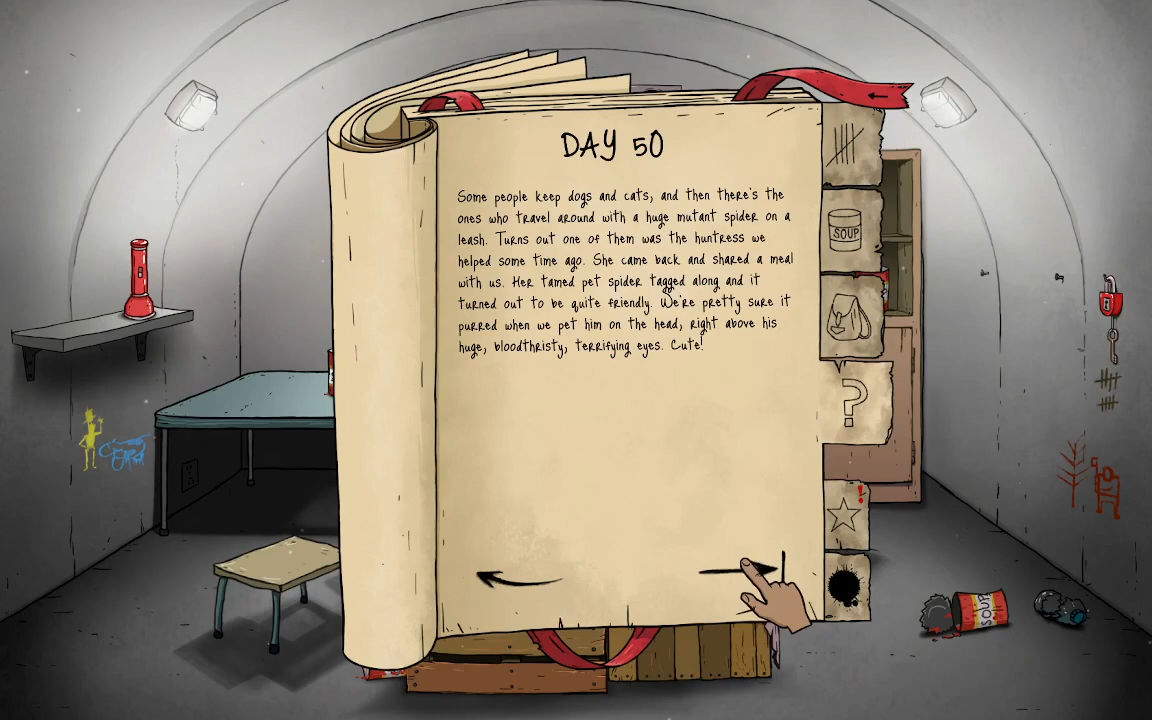 DAY 50
Some people keep dogs and cats, and then there's the
ones who travel around with a huge mutant spider on a
leash. Turns out one of them was the huntress we
helped some time ago. She came back and shared a meal
with us. Her tamed pet spider tagged along and it
turned out to be quite friendly. We're pretty sure it
purred when we pet him on the head, right above his
huge, bloodthristy, terrifying eyes. Cute!
SOUP
?
!
SOUP